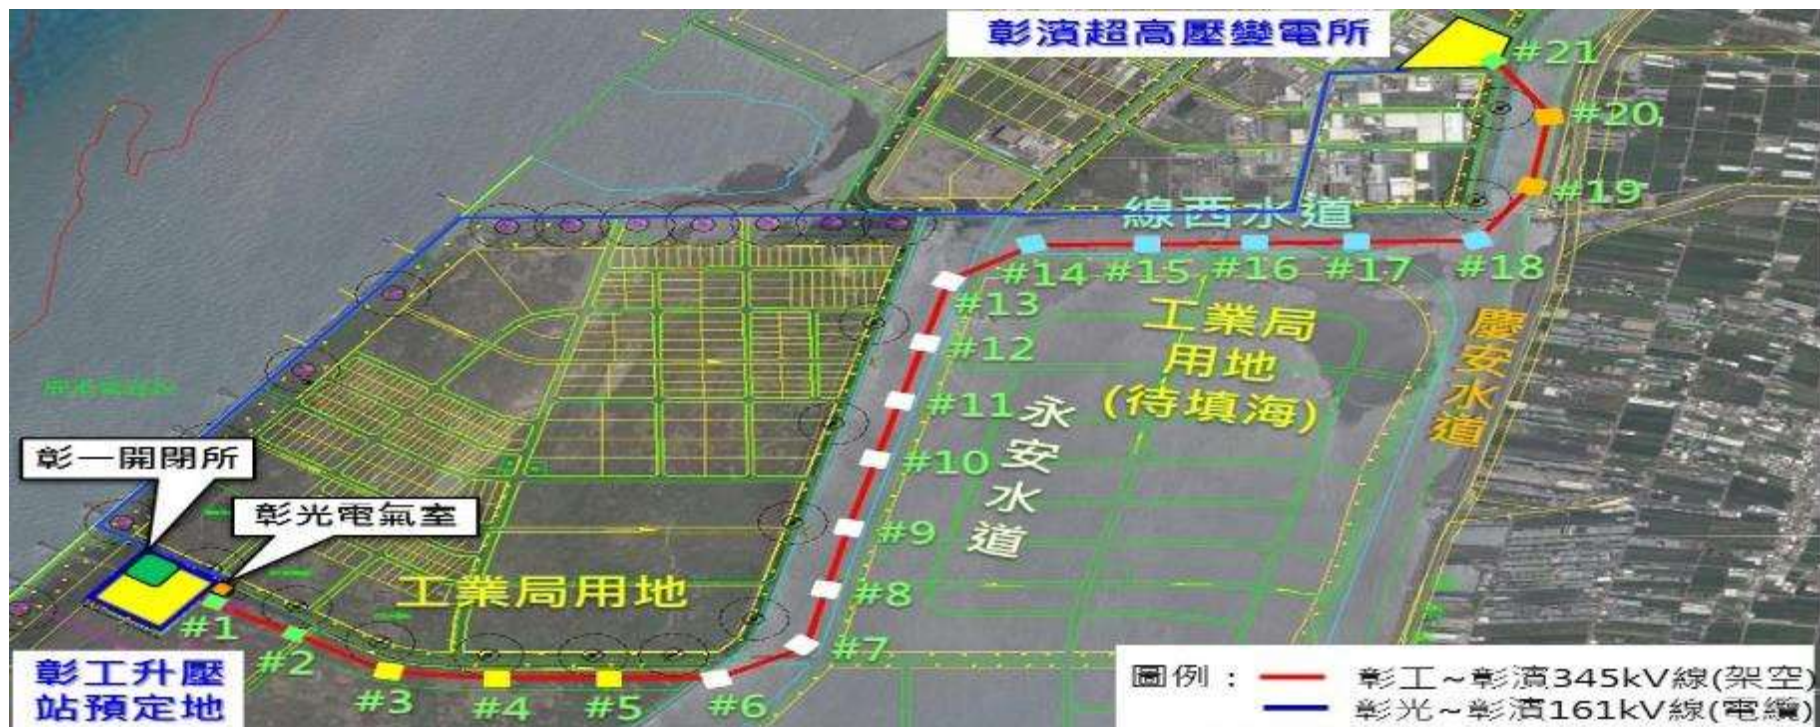 彰濱超高壓變電所
#21
#20
#19
線西水道
#14
#15
#16
#17
#18
#13
工業局
用地
(待填海)
慶安水道
#12
#11
永安水道
#10
#9
#8
#7
彰一開閉所
彰光電氣室
工業局用地
#1
#2
#3
#4
#5
#6
彰工升壓
站預定地
圖例：
彰工~彰濱345kV線(架空)
彰光~彰濱161kV線(電纜)